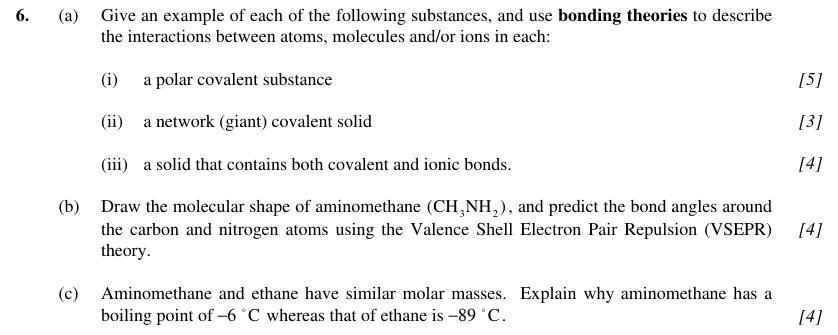 6. (a) Give an example of each of the following substances, and use bonding theories to describe
the interactions between atoms, molecules and/or ions in each:
(i) a polar covalent substance [5]
(ii) a network (giant) covalent solid [3]
(iii) a solid that contains both covalent and ionic bonds. [4]
(b) Draw the molecular shape of aminomethane (CH₃NH₂), and predict the bond angles around
the carbon and nitrogen atoms using the Valence Shell Electron Pair Repulsion (VSEPR) [4]
theory.
(c) Aminomethane and ethane have similar molar masses. Explain why aminomethane has a
boiling point of –6 °C whereas that of ethane is –89 °C. [4]